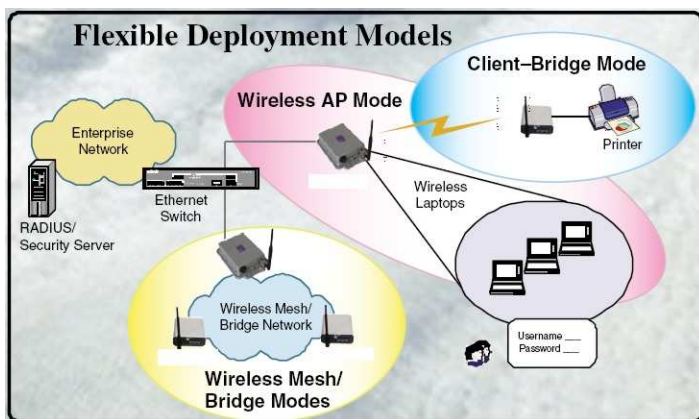 Flexible Deployment Models
Client–Bridge Mode
Wireless AP Mode
Enterprise
Network
Printer
Wireless
Laptops
Ethernet
Switch
RADIUS/
Security Server
Wireless Mesh/
Bridge Network
Username ___
Password ___
Wireless Mesh/
Bridge Modes